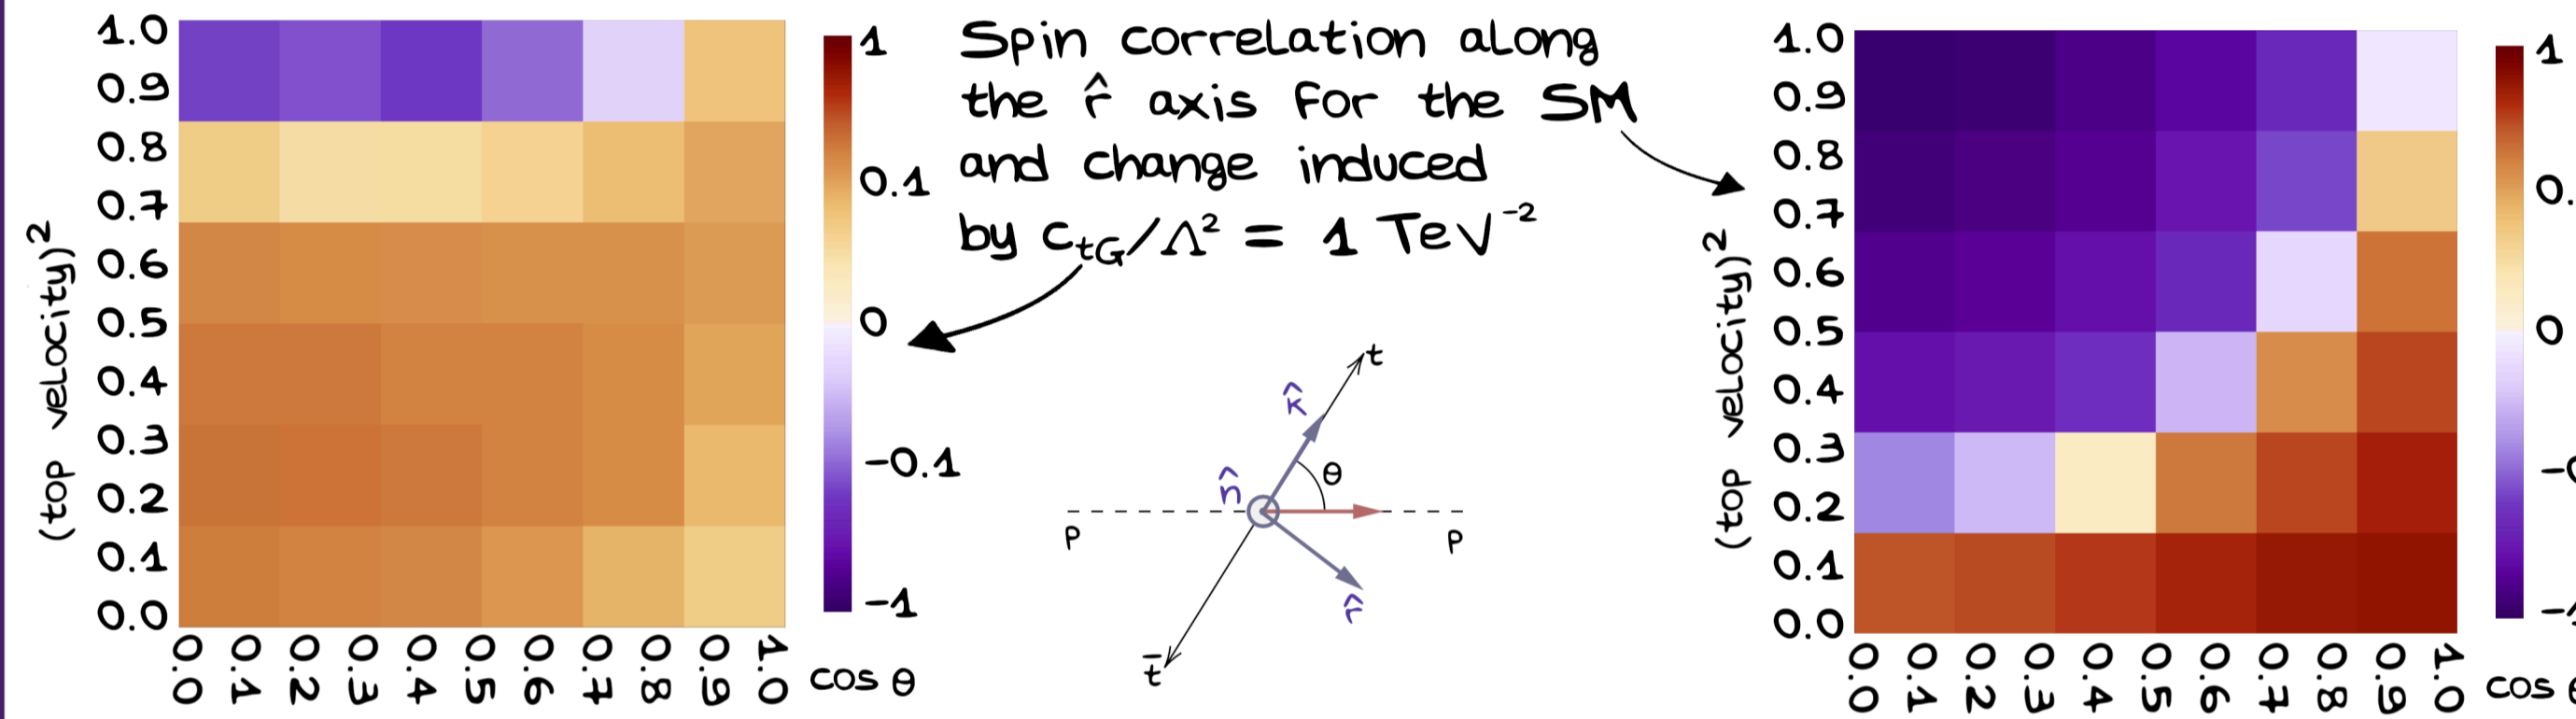 1.0
0.9
0.8
0.7
0.6
0.5
0.4
0.3
0.2
0.1
0.0
(top velocity)²
0.0 0.1 0.2 0.3 0.4 0.5 0.6 0.7 0.8 0.9 1.0
cos θ
1
0.1
0
-0.1
-1
Spin correlation along
the r̂ axis for the SM
and change induced
by c_tG/Λ² = 1 TeV⁻²
t
k̂
n̂
θ
p
p
r̂
t̄
1.0
0.9
0.8
0.7
0.6
0.5
0.4
0.3
0.2
0.1
0.0
(top velocity)²
0.0 0.1 0.2 0.3 0.4 0.5 0.6 0.7 0.8 0.9 1.0
cos
1
0.
0